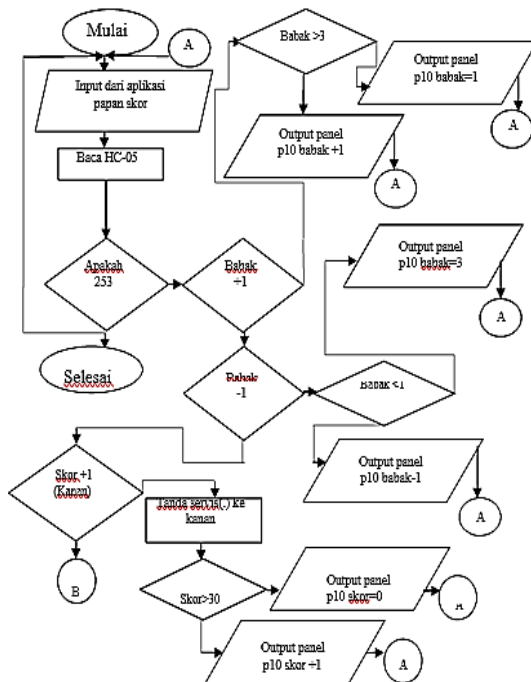 Mulai
A
Input dari aplikasi
papan skor
Baca HC-05
Apakah
253
Selesai
Babak >3
Output panel
p10 babak=1
A
Output panel
p10 babak +1
A
Babak
+1
Output panel
p10 babak=3
A
Babak
-1
Babak <1
Output panel
p10 babak-1
A
Skor +1
(Kanan)
B
Tanda servis(.) ke
kanan
Skor>30
Output panel
p10 skor=0
A
Output panel
p10 skor +1
A